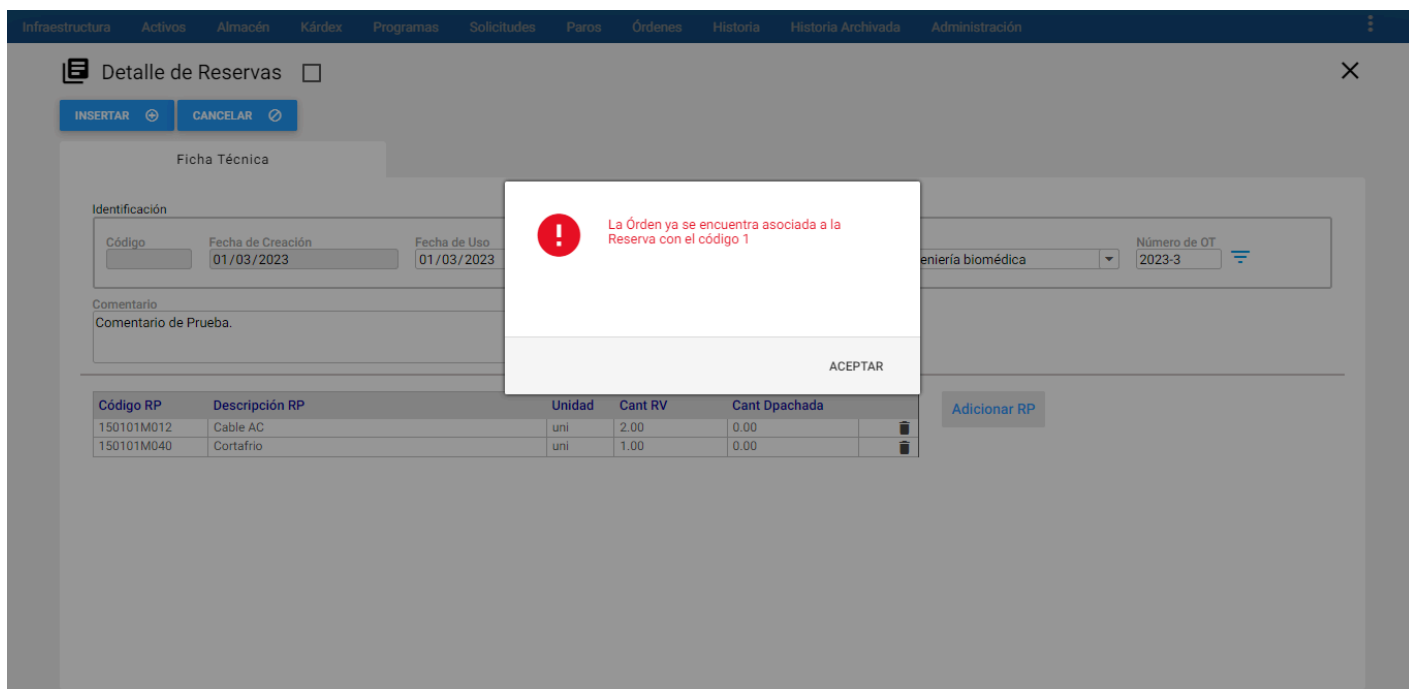 Infraestructura Activos Almacén Kárdex Programas Solicitudes Paros Órdenes Historia Historia Archivada Administración
Detalle de Reservas
INSERTAR CANCELAR
Ficha Técnica
Identificación
Código Fecha de Creación Fecha de Uso Número de OT
01/03/2023 01/03/2023 eniería biomédica 2023-3
La Órden ya se encuentra asociada a la
Reserva con el código 1
Comentario
Comentario de Prueba.
ACEPTAR
Código RP Descripción RP Unidad Cant RV Cant Dpachada Adicionar RP
150101M012 Cable AC uni 2.00 0.00
150101M040 Cortafrio uni 1.00 0.00